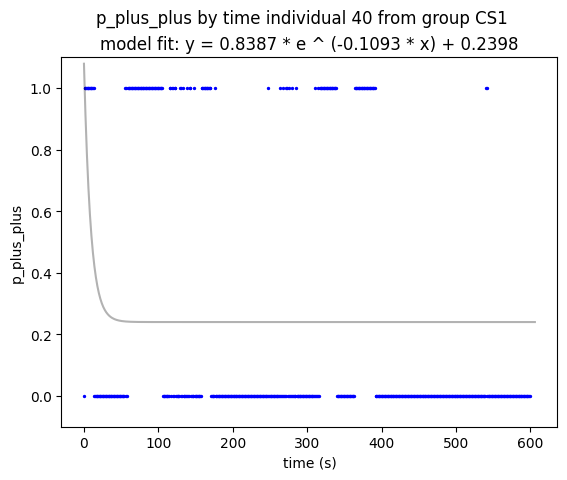 p_plus_plus by time individual 40 from group CS1
model fit: y = 0.8387 * e ^ (-0.1093 * x) + 0.2398
1.0
0.8
0.6
0.4
0.2
0.0
p_plus_plus
0 100 200 300 400 500 600
time (s)